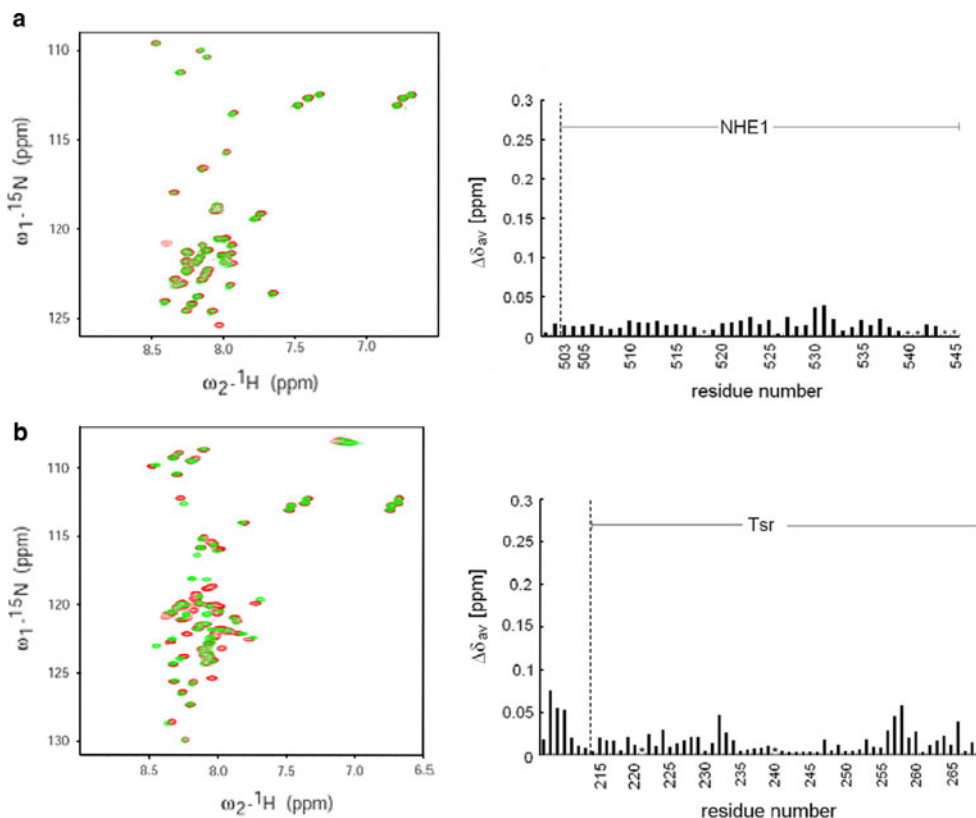 a
110
115
120
125
ω1-15N (ppm)
8.5 8.0 7.5 7.0
ω2-1H (ppm)
0.3
0.25
0.2
0.15
0.1
0.05
0
Δδav [ppm]
NHE1
* * * * *
503 505 510 515 520 525 530 535 540 545
residue number
b
110
115
120
125
130
ω1-15N (ppm)
8.5 8.0 7.5 7.0 6.5
ω2-1H (ppm)
0.3
0.25
0.2
0.15
0.1
0.05
0
Δδav [ppm]
Tsr
* *
215 220 225 230 235 240 245 250 255 260 265
residue number